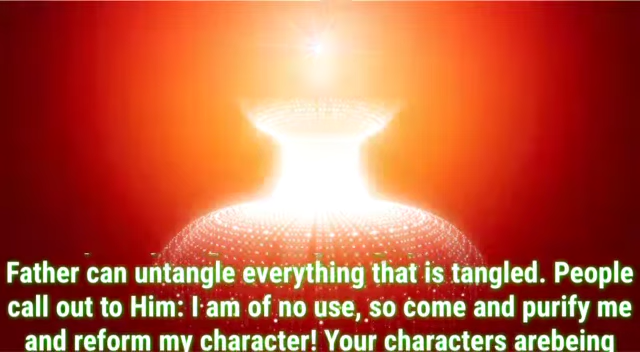 Father can untangle everything that is tangled. People
call out to Him: I am of no use, so come and purify me
and reform my character! Your characters arebeing